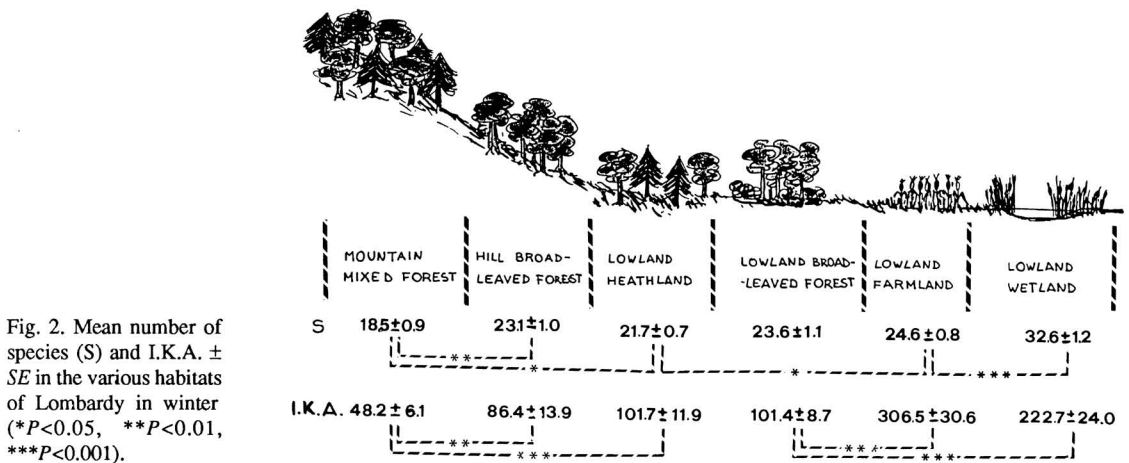 MOUNTAIN MIXED FOREST
HILL BROAD-LEAVED FOREST
LOWLAND HEATHLAND
LOWLAND BROAD--LEAVED FOREST
LOWLAND FARMLAND
LOWLAND WETLAND
S 18.5±0.9 23.1±1.0 21.7±0.7 23.6±1.1 24.6±0.8 32.6±1.2
** * * ***
I.K.A. 48.2±6.1 86.4±13.9 101.7±11.9 101.4±8.7 306.5±30.6 222.7±24.0
** *** *** ***
Fig. 2. Mean number of
species (S) and I.K.A. ±
SE in the various habitats
of Lombardy in winter
(*P<0.05, **P<0.01,
***P<0.001).